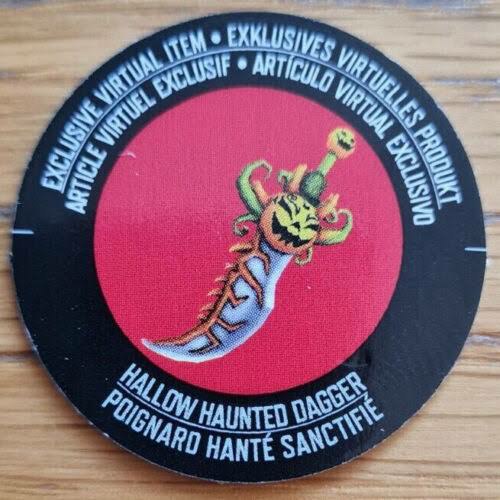 EXCLUSIVE VIRTUAL ITEM • EXKLUSIVES VIRTUELLES PRODUKT
ARTICLE VIRTUEL EXCLUSIF • ARTÍCULO VIRTUAL EXCLUSIVO
HALLOW HAUNTED DAGGER
POIGNARD HANTÉ SANCTIFIÉ